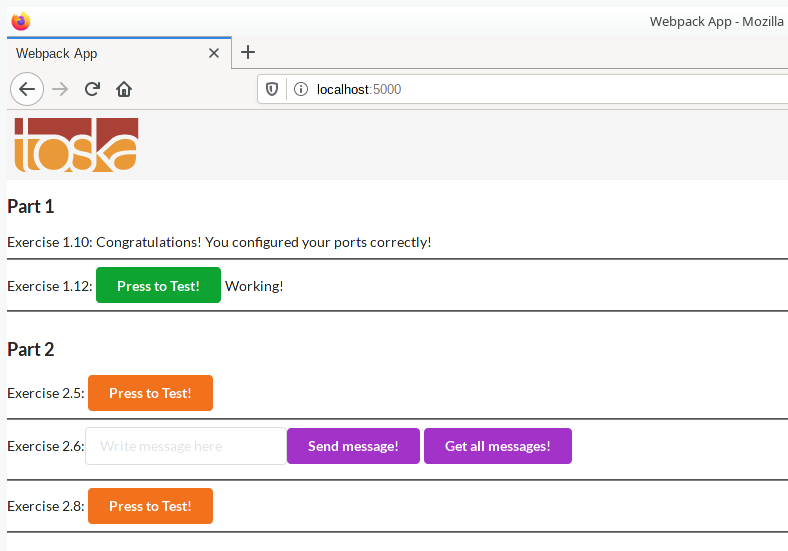 Webpack App - Mozilla
Webpack App
localhost:5000
toska
Part 1
Exercise 1.10: Congratulations! You configured your ports correctly!
Exercise 1.12: Press to Test! Working!
Part 2
Exercise 2.5: Press to Test!
Exercise 2.6: Write message here Send message! Get all messages!
Exercise 2.8: Press to Test!